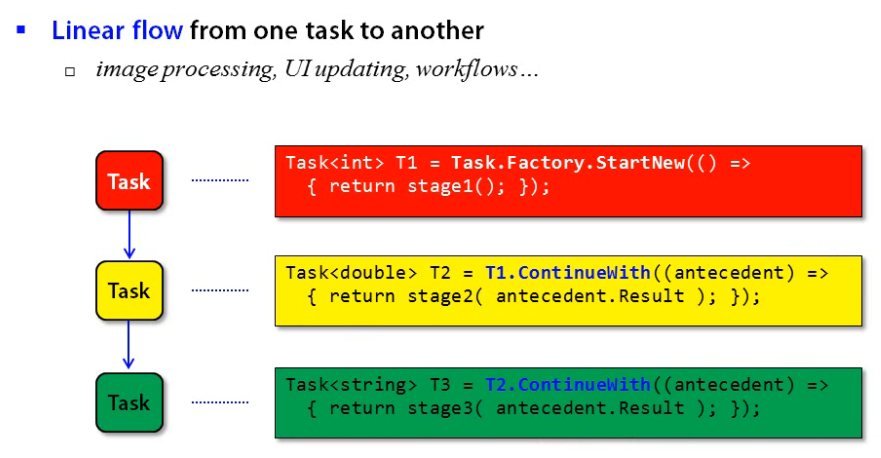 Linear flow from one task to another
image processing, UI updating, workflows…
Task
Task<int> T1 = Task.Factory.StartNew(() =>
{ return stage1(); });
Task
Task<double> T2 = T1.ContinueWith((antecedent) =>
{ return stage2( antecedent.Result ); });
Task
Task<string> T3 = T2.ContinueWith((antecedent) =>
{ return stage3( antecedent.Result ); });